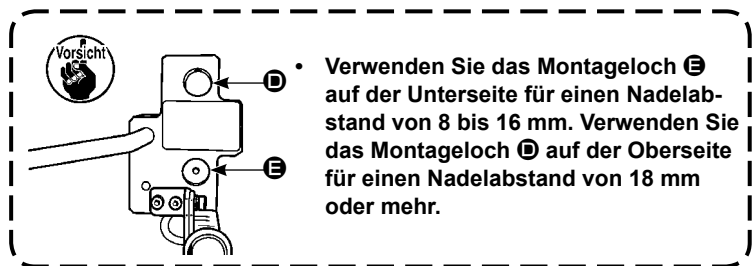 Vorsicht
D
E
• Verwenden Sie das Montageloch E
auf der Unterseite für einen Nadelab-
stand von 8 bis 16 mm. Verwenden Sie
das Montageloch D auf der Oberseite
für einen Nadelabstand von 18 mm
oder mehr.